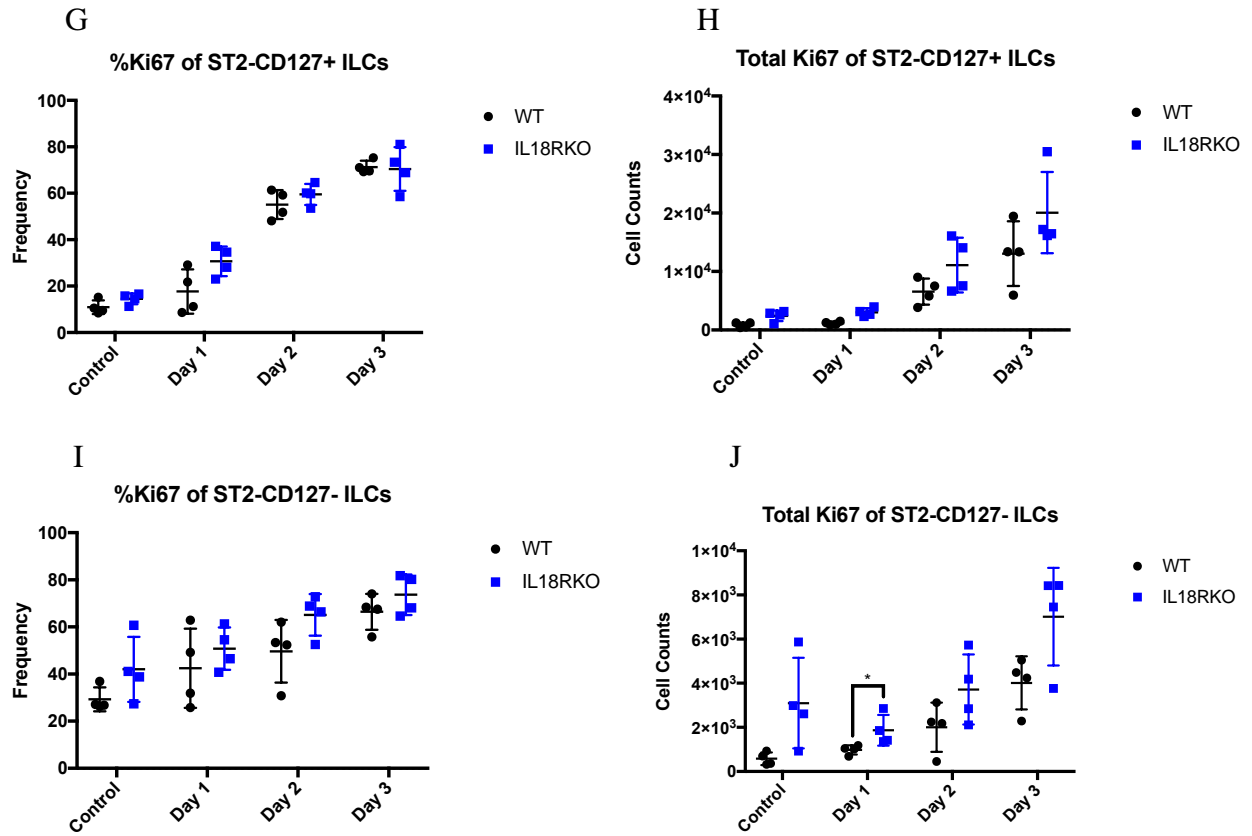 G
%Ki67 of ST2-CD127+ ILCs
100
80
60
40
20
0
Frequency
Control
Day 1
Day 2
Day 3
WT
IL18RKO
H
Total Ki67 of ST2-CD127+ ILCs
4×10⁴
3×10⁴
2×10⁴
1×10⁴
0
Cell Counts
Control
Day 1
Day 2
Day 3
WT
IL18RKO
I
%Ki67 of ST2-CD127- ILCs
100
80
60
40
20
0
Frequency
Control
Day 1
Day 2
Day 3
WT
IL18RKO
J
Total Ki67 of ST2-CD127- ILCs
1×10⁴
8×10³
6×10³
4×10³
2×10³
0
Cell Counts
*
Control
Day 1
Day 2
Day 3
WT
IL18RKO